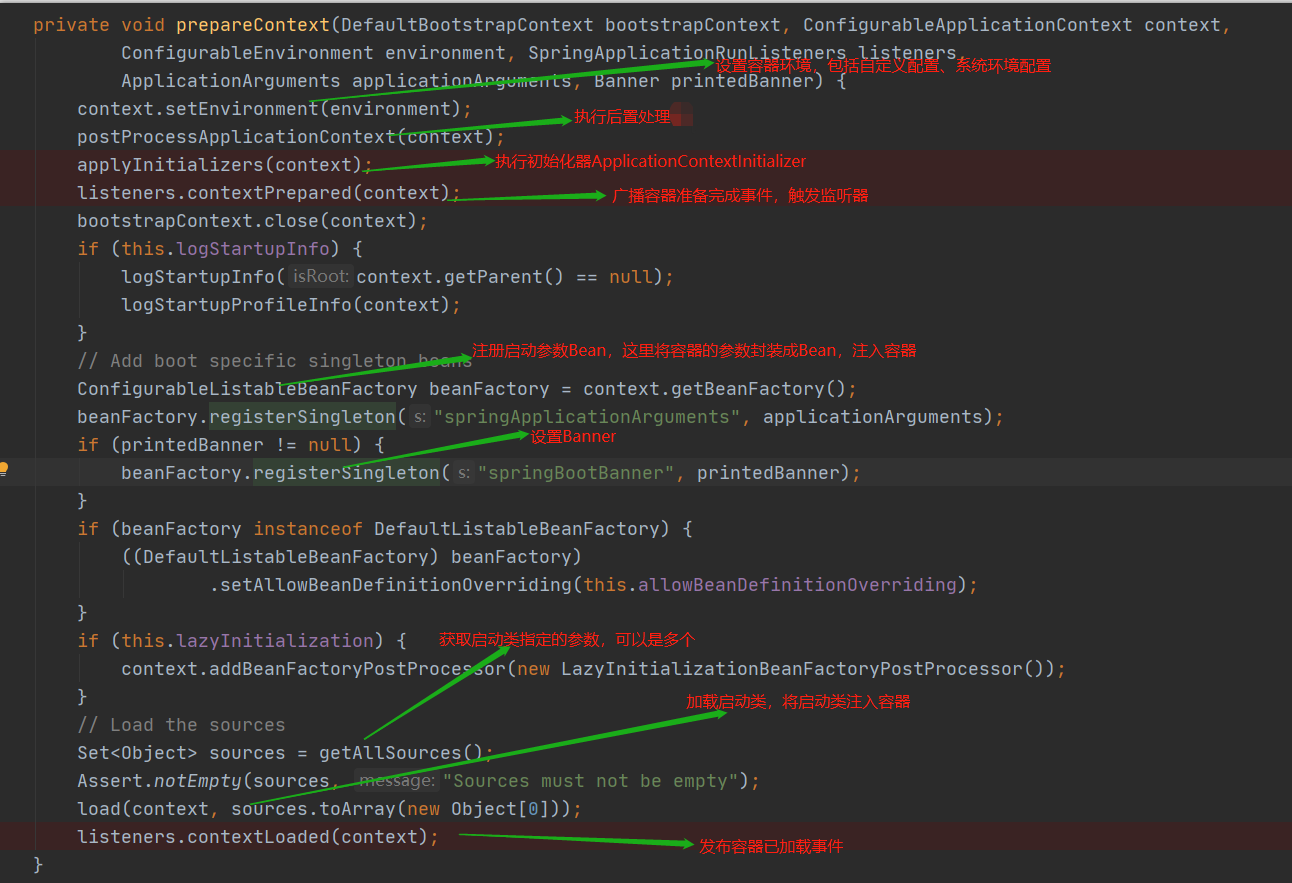 private void prepareContext(DefaultBootstrapContext bootstrapContext, ConfigurableApplicationContext context,
ConfigurableEnvironment environment, SpringApplicationRunListeners listeners,
设置容器环境，包括自定义配置、系统环境配置
ApplicationArguments applicationArguments, Banner printedBanner) {
context.setEnvironment(environment);
执行后置处理
postProcessApplicationContext(context);
applyInitializers(context);
执行初始化器ApplicationContextInitializer
listeners.contextPrepared(context);
广播容器准备完成事件，触发监听器
bootstrapContext.close(context);
if (this.logStartupInfo) {
logStartupInfo( isRoot: context.getParent() == null);
logStartupProfileInfo(context);
}
注册启动参数Bean，这里将容器的参数封装成Bean，注入容器
// Add boot specific singleton beans
ConfigurableListableBeanFactory beanFactory = context.getBeanFactory();
beanFactory.registerSingleton( s: "springApplicationArguments", applicationArguments);
设置Banner
if (printedBanner != null) {
beanFactory.registerSingleton( s: "springBootBanner", printedBanner);
}
if (beanFactory instanceof DefaultListableBeanFactory) {
((DefaultListableBeanFactory) beanFactory)
.setAllowBeanDefinitionOverriding(this.allowBeanDefinitionOverriding);
}
if (this.lazyInitialization) {
获取启动类指定的参数，可以是多个
context.addBeanFactoryPostProcessor(new LazyInitializationBeanFactoryPostProcessor());
}
加载启动类，将启动类注入容器
// Load the sources
Set<Object> sources = getAllSources();
Assert.notEmpty(sources, message: "Sources must not be empty");
load(context, sources.toArray(new Object[0]));
listeners.contextLoaded(context);
发布容器已加载事件
}